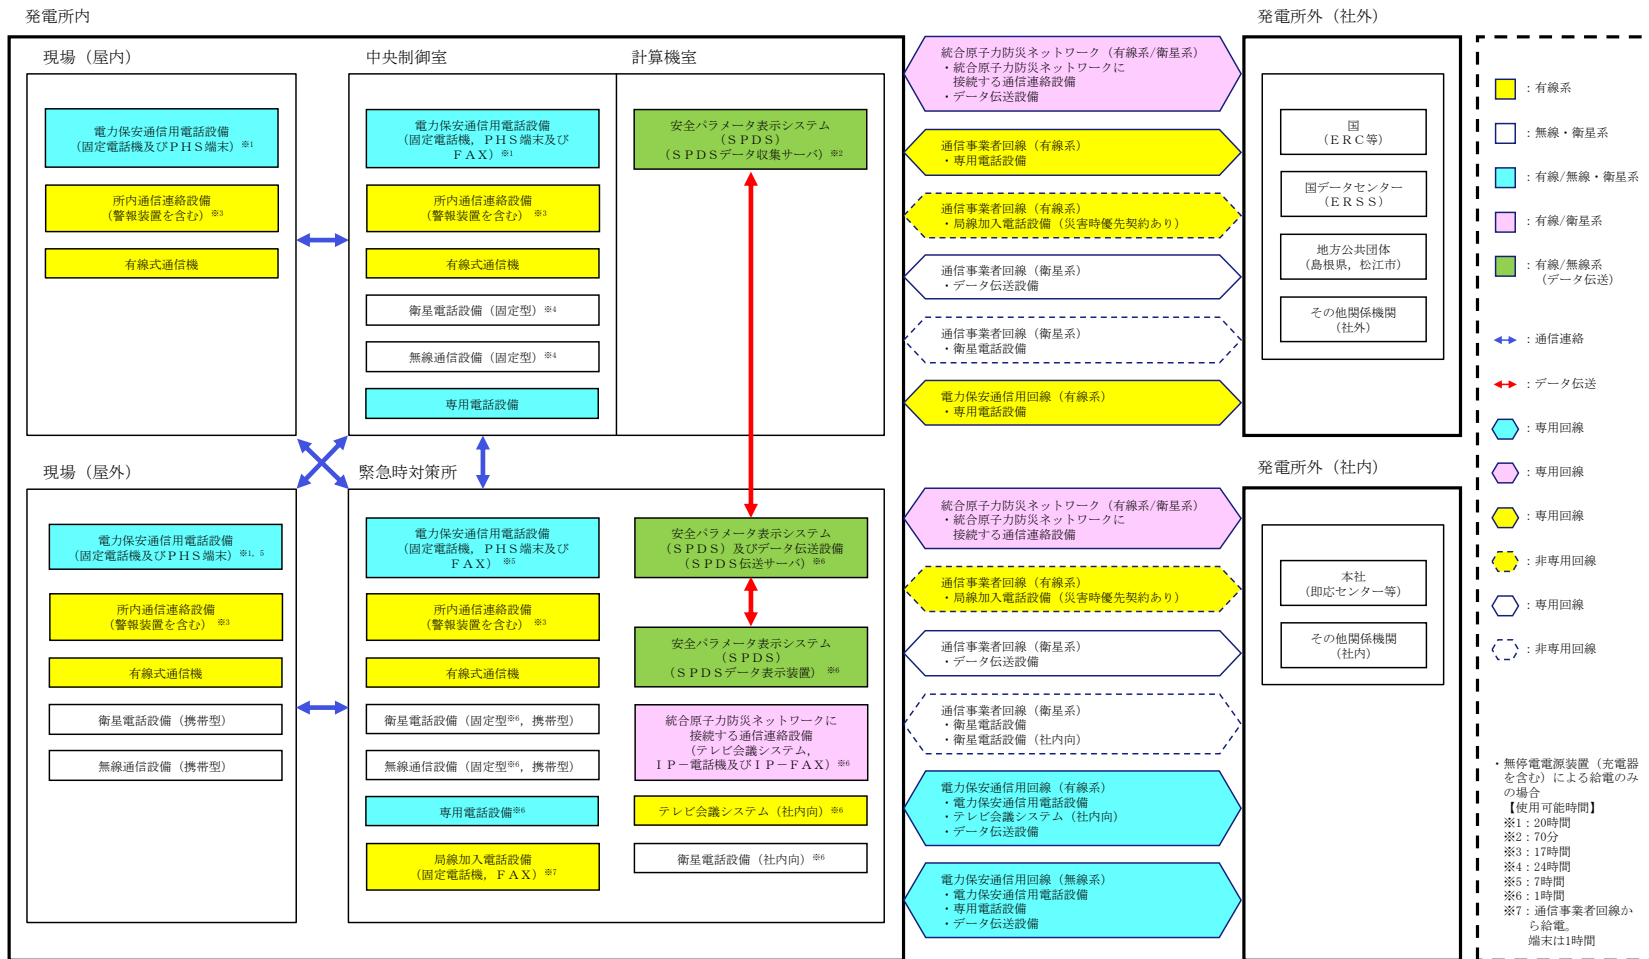 発電所内
現場（屋内）
電力保安通信用電話設備
（固定電話機及びＰＨＳ端末）※1
所内通信連絡設備
（警報装置を含む）※3
有線式通信機
中央制御室
電力保安通信用電話設備
（固定電話機，ＰＨＳ端末及び
ＦＡＸ）※1
所内通信連絡設備
（警報装置を含む）※3
有線式通信機
衛星電話設備（固定型）※4
無線通信設備（固定型）※4
専用電話設備
計算機室
安全パラメータ表示システム
（ＳＰＤＳ）
（ＳＰＤＳデータ収集サーバ）※2
現場（屋外）
電力保安通信用電話設備
（固定電話機及びＰＨＳ端末）※1，5
所内通信連絡設備
（警報装置を含む）※3
有線式通信機
衛星電話設備（携帯型）
無線通信設備（携帯型）
緊急時対策所
電力保安通信用電話設備
（固定電話機，ＰＨＳ端末及び
ＦＡＸ）※5
所内通信連絡設備
（警報装置を含む）※3
有線式通信機
衛星電話設備（固定型※6，携帯型）
無線通信設備（固定型※6，携帯型）
専用電話設備※6
局線加入電話設備
（固定電話機，ＦＡＸ）※7
安全パラメータ表示システム
（ＳＰＤＳ）及びデータ伝送設備
（ＳＰＤＳ伝送サーバ）※6
安全パラメータ表示システム
（ＳＰＤＳ）
（ＳＰＤＳデータ表示装置）※6
統合原子力防災ネットワークに
接続する通信連絡設備
（テレビ会議システム，
ＩＰ－電話機及びＩＰ－ＦＡＸ）※6
テレビ会議システム（社内向）※6
衛星電話設備（社内向）※6
統合原子力防災ネットワーク（有線系/衛星系）
・統合原子力防災ネットワークに
接続する通信連絡設備
・データ伝送設備
通信事業者回線（有線系）
・専用電話設備
通信事業者回線（有線系）
・局線加入電話設備（災害時優先契約あり）
通信事業者回線（衛星系）
・データ伝送設備
通信事業者回線（衛星系）
・衛星電話設備
電力保安通信用回線（有線系）
・専用電話設備
統合原子力防災ネットワーク（有線系/衛星系）
・統合原子力防災ネットワークに
接続する通信連絡設備
通信事業者回線（有線系）
・局線加入電話設備（災害時優先契約あり）
通信事業者回線（衛星系）
・データ伝送設備
通信事業者回線（衛星系）
・衛星電話設備
・衛星電話設備（社内向）
電力保安通信用回線（有線系）
・電力保安通信用電話設備
・テレビ会議システム（社内向）
・データ伝送設備
電力保安通信用回線（無線系）
・電力保安通信用電話設備
・専用電話設備
・データ伝送設備
発電所外（社外）
国
（ＥＲＣ等）
国データセンター
（ＥＲＳＳ）
地方公共団体
（島根県，松江市）
その他関係機関
（社外）
発電所外（社内）
本社
（即応センター等）
その他関係機関
（社内）
：有線系
：無線・衛星系
：有線/無線・衛星系
：有線/衛星系
：有線/無線系
（データ伝送）
：通信連絡
：データ伝送
：専用回線
：専用回線
：専用回線
：非専用回線
：専用回線
：非専用回線
・無停電電源装置（充電器
を含む）による給電のみ
の場合
【使用可能時間】
※1：20時間
※2：70分
※3：17時間
※4：24時間
※5：7時間
※6：1時間
※7：通信事業者回線か
ら給電。
端末は1時間